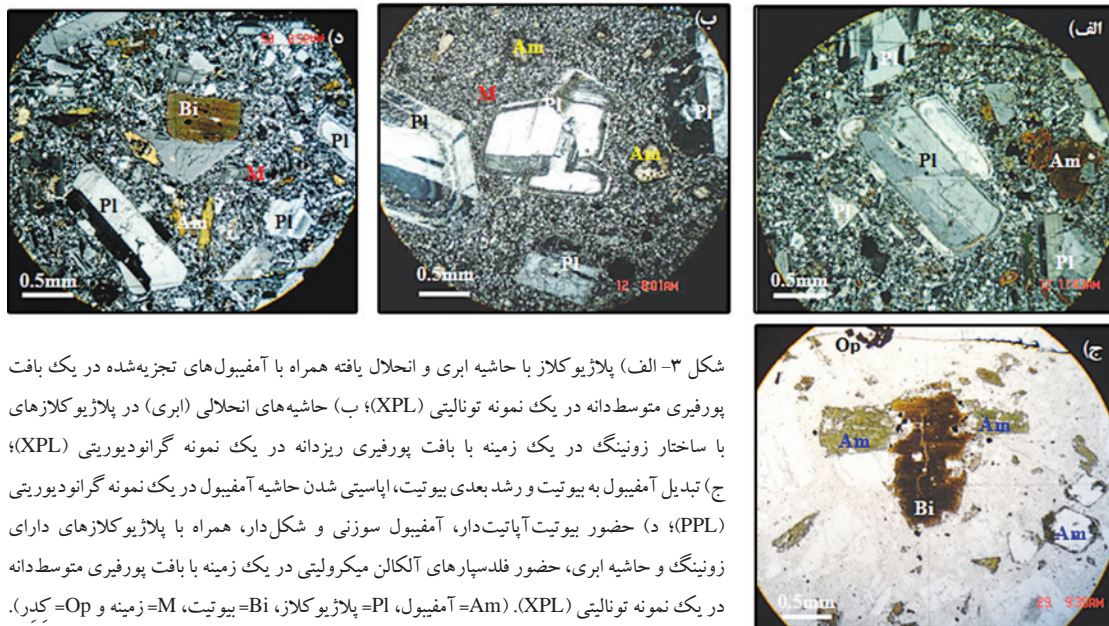 الف)
Pl
Pl
Am
Pl
Pl
0.5mm
ب)
Am
M
Pl
Pl
Pl
Am
Pl
0.5mm
12 8:01AM
د)
Bi
Pl
M
Pl
Am
Pl
0.5mm
ج)
Op
Am
Am
Bi
Am
0.5mm
29 9:35AM
شکل ۳- الف) پلاژیوکلاز با حاشیه ابری و انحلال یافته همراه با آمفیبول‌های تجزیه‌شده در یک بافت
پورفیری متوسط‌دانه در یک نمونه تونالیتی (XPL)؛ ب) حاشیه‌های انحلالی (ابری) در پلاژیوکلازهای
با ساختار زونینگ در یک زمینه با بافت پورفیری ریزدانه در یک نمونه گرانودیوریتی (XPL)؛
ج) تبدیل آمفیبول به بیوتیت و رشد بعدی بیوتیت، اپاسیتی شدن حاشیه آمفیبول در یک نمونه گرانودیوریتی
(PPL)؛ د) حضور بیوتیت آپاتیت‌دار، آمفیبول سوزنی و شکل‌دار، همراه با پلاژیوکلازهای دارای
زونینگ و حاشیه ابری، حضور فلدسپارهای آلکالن میکرولیتی در یک زمینه با بافت پورفیری متوسط‌دانه
در یک نمونه تونالیتی (XPL). (Am= آمفیبول، Pl= پلاژیوکلاز، Bi= بیوتیت، M= زمینه و Op= کَدِر).